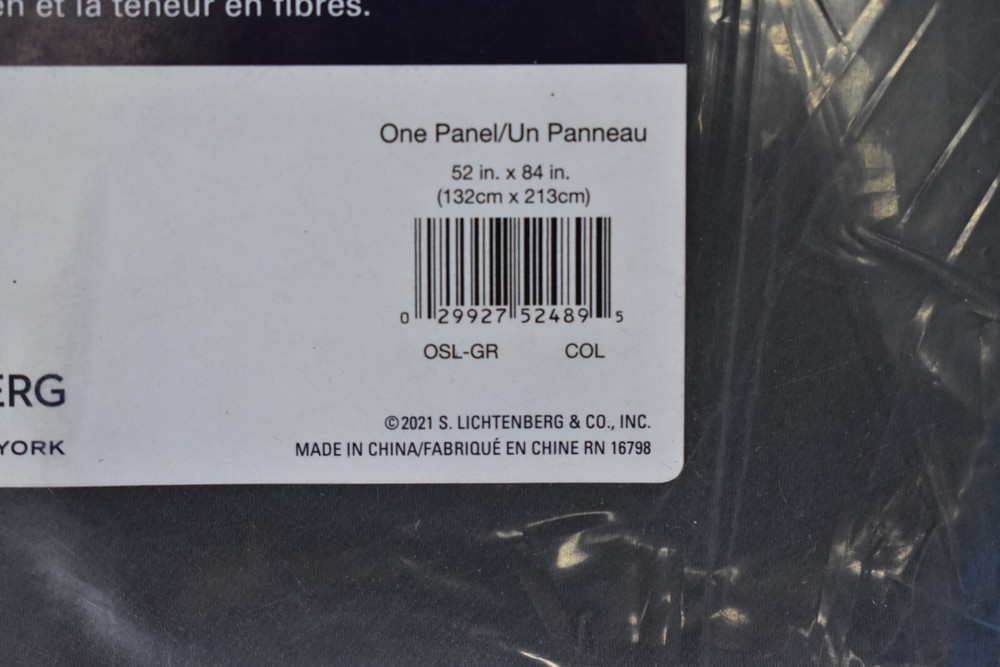 et la teneur en fibres.
One Panel/Un Panneau
52 in. x 84 in.
(132cm x 213cm)
0 29927 52489 5
OSL-GR COL
ERG
YORK
©2021 S. LICHTENBERG & CO., INC.
MADE IN CHINA/FABRIQUÉ EN CHINE RN 16798